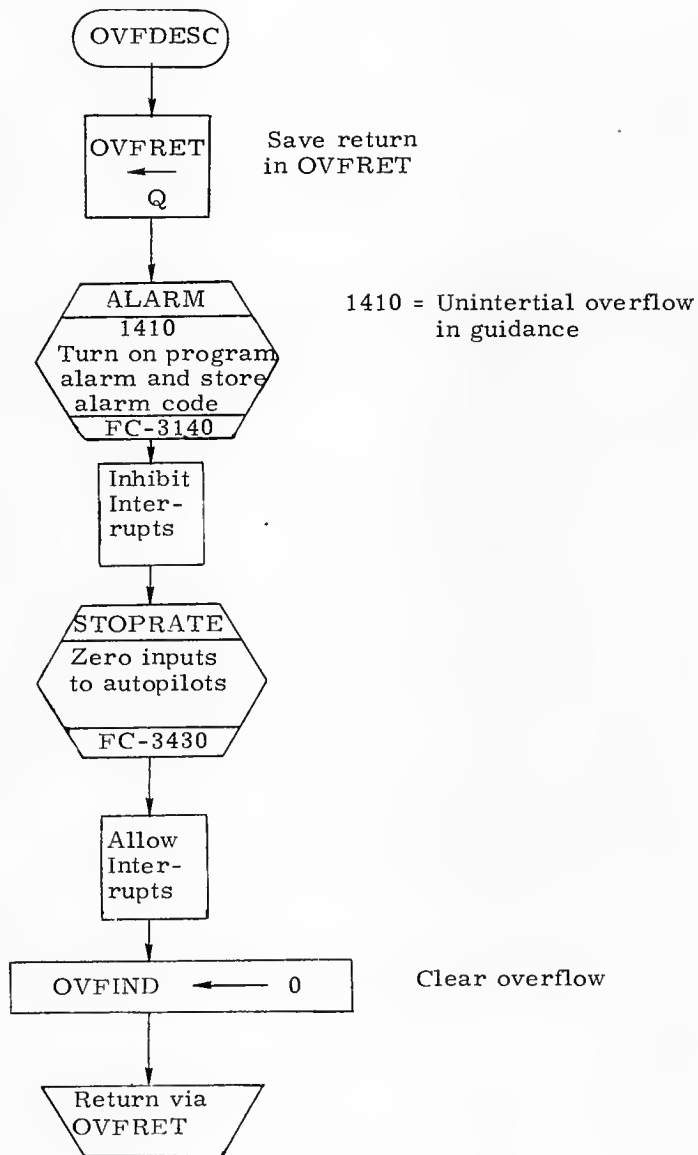 OVFDESC
OVFRET
←
Q
Save return
in OVFRET
ALARM
1410
Turn on program
alarm and store
alarm code
FC-3140
1410 = Unintertial overflow
in guidance
Inhibit
Inter-
rupts
STOPRATE
Zero inputs
to autopilots
FC-3430
Allow
Inter-
rupts
OVFIND ← 0
Clear overflow
Return via
OVFRET